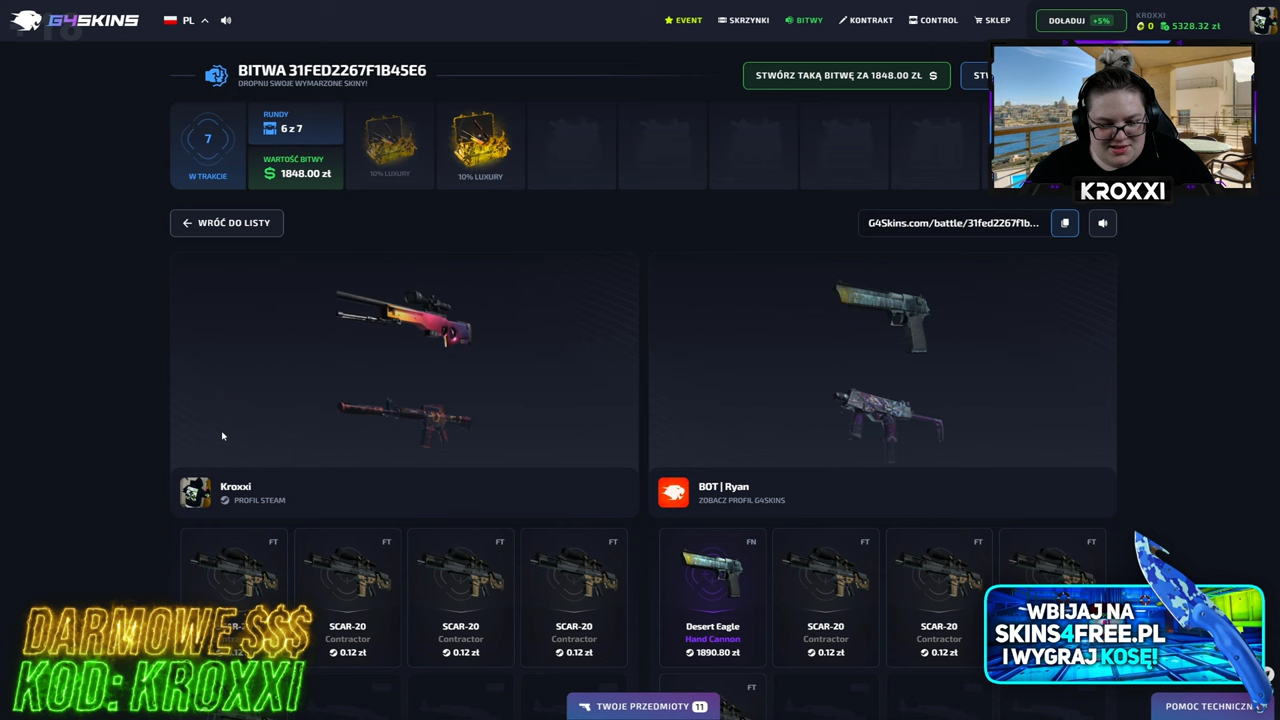 G4SKINS
PL
EVENT
SKRZYNKI
BITWY
KONTRAKT
CONTROL
SKLEP
DOŁADUJ +5%
KROXXI
0 5328.32 zł
BITWA 31FED2267F1B45E6
DROPNIJ SWOJE WYMARZONE SKINY!
STWÓRZ TAKĄ BITWĘ ZA 1848.00 ZŁ
7
W TRAKCIE
RUNDY
6 z 7
WARTOŚĆ BITWY
1848.00 zł
10% LUXURY
10% LUXURY
KROXXI
WRÓĆ DO LISTY
G4Skins.com/battle/31fed2267f1b...
Kroxxi
PROFIL STEAM
BOT | Ryan
ZOBACZ PROFIL G4SKINS
FT
FT
SCAR-20
Contractor
0.12 zł
FT
SCAR-20
Contractor
0.12 zł
FT
SCAR-20
Contractor
0.12 zł
FN
Desert Eagle
Hand Cannon
1890.80 zł
FT
SCAR-20
Contractor
0.12 zł
FT
SCAR-20
Contractor
0.12 zł
FT
FT
DARMOWE $$$
KOD: KROXXI
WBIJAJ NA
SKINS4FREE.PL
I WYGRAJ KOSĘ!
TWOJE PRZEDMIOTY 11
POMOC TECHNICZN